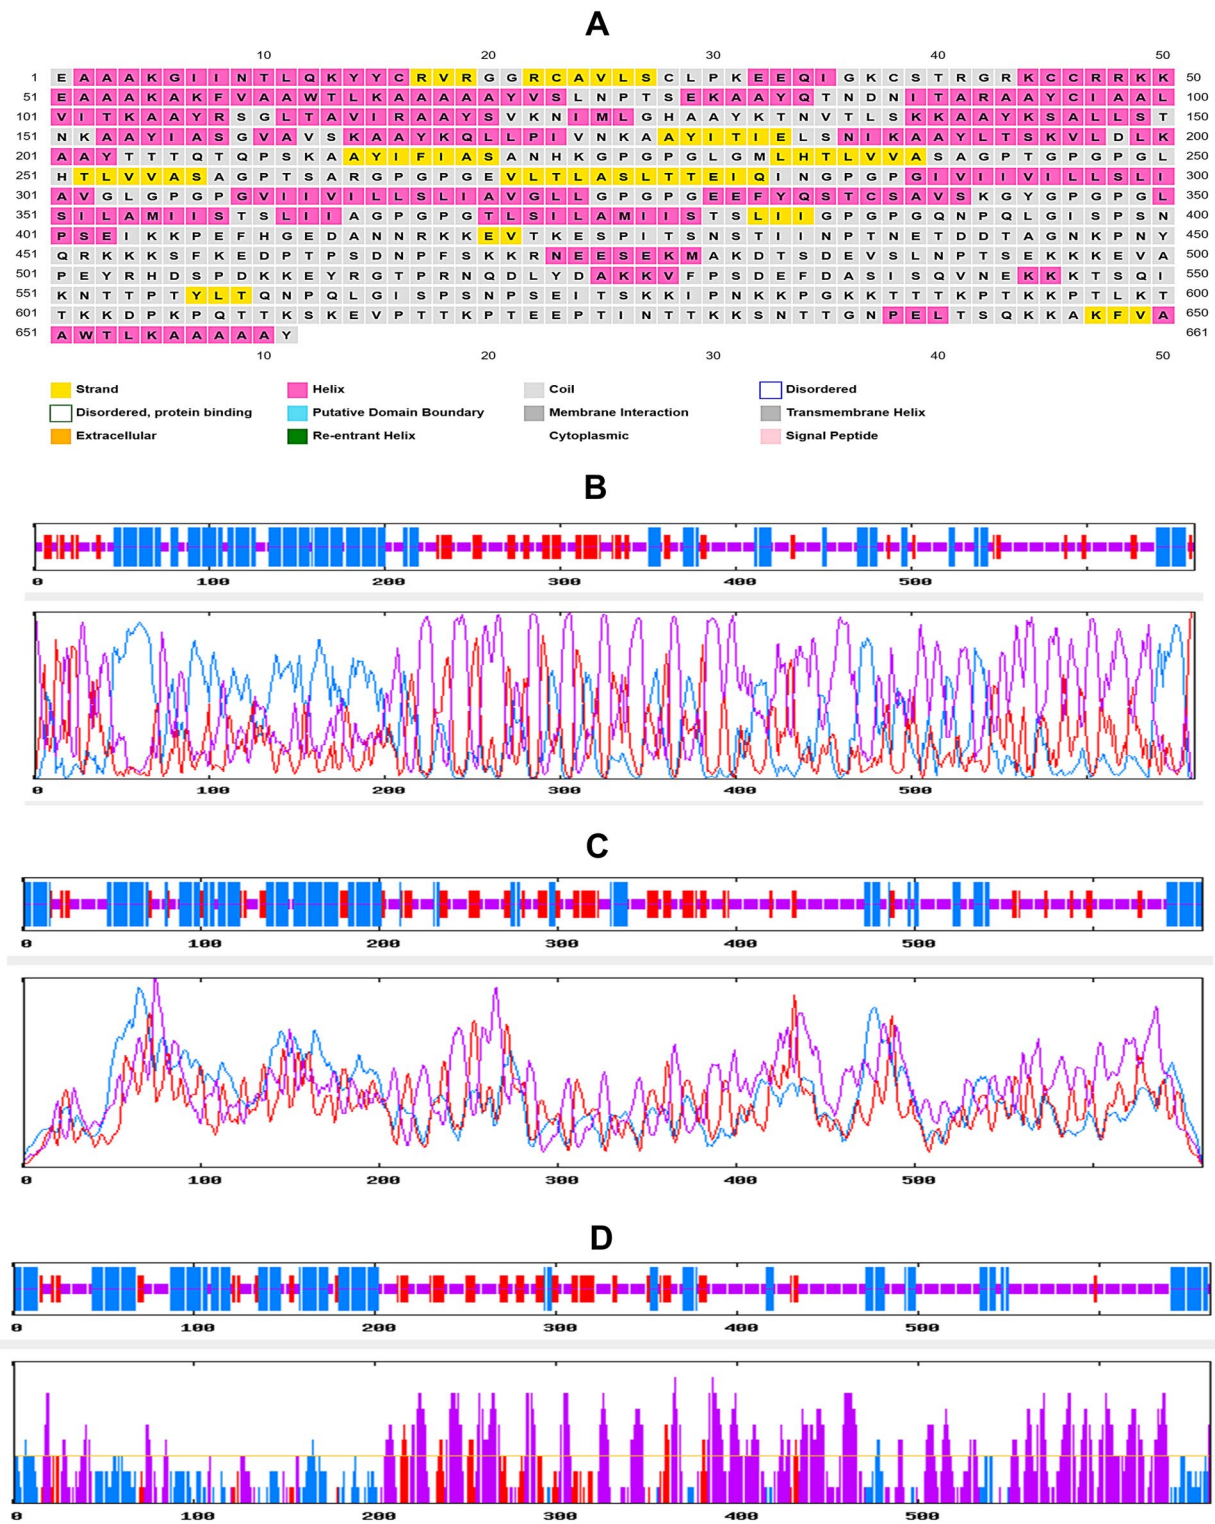 A
10 20 30 40 50
1 E A A A K G I I N T L Q K Y Y C R V R G G R C A V L S C L P K E E Q I G K C S T R G R K C C R R K K 50
51 E A A A K A K F V A A W T L K A A A A A Y V S L N P T S E K A A Y Q T N D N I T A R A A Y C I A A L 100
101 V I T K A A Y R S G L T A V I R A A Y S V K N I M L G H A A Y K T N V T L S K K A A Y K S A L L S T 150
151 N K A A Y I A S G V A V S K A A Y K Q L L P I V N K A A Y I T I E L S N I K A A Y L T S K V L D L K 200
201 A A Y T T T Q T Q P S K A A Y I F I A S A N H K G P G P G L G M L H T L V V A S A G P T G P G P G L 250
251 H T L V V A S A G P T S A R G P G P G E V L T L A S L T T E I Q I N G P G P G I V I I V I L L S L I 300
301 A V G L G P G P G V I I V I L L S L I A V G L L G P G P G E E F Y Q S T C S A V S K G Y G P G P G L 350
351 S I L A M I I S T S L I I A G P G P G T L S I L A M I I S T S L I I G P G P G Q N P Q L G I S P S N 400
401 P S E I K K P E F H G E D A N N R K K E V T K E S P I T S N S T I I N P T N E T D D T A G N K P N Y 450
451 Q R K K K S F K E D P T P S D N P F S K K R N E E S E K M A K D T S D E V S L N P T S E K K K E V A 500
501 P E Y R H D S P D K K E Y R G T P R N Q D L Y D A K K V F P S D E F D A S I S Q V N E K K K T S Q I 550
551 K N T T P T Y L T Q N P Q L G I S P S N P S E I T S K K I P N K K P G K K T T T K P T K K P T L K T 600
601 T K K D P K P Q T T K S K E V P T T K P T E E P T I N T T K K S N T T G N P E L T S Q K K A K F V A 650
651 A W T L K A A A A A Y 661
10 20 30 40 50
Strand Helix Coil Disordered
Disordered, protein binding Putative Domain Boundary Membrane Interaction Transmembrane Helix
Extracellular Re-entrant Helix Cytoplasmic Signal Peptide
B
0 100 200 300 400 500
0 100 200 300 400 500
C
0 100 200 300 400 500
0 100 200 300 400 500
D
0 100 200 300 400 500
0 100 200 300 400 500